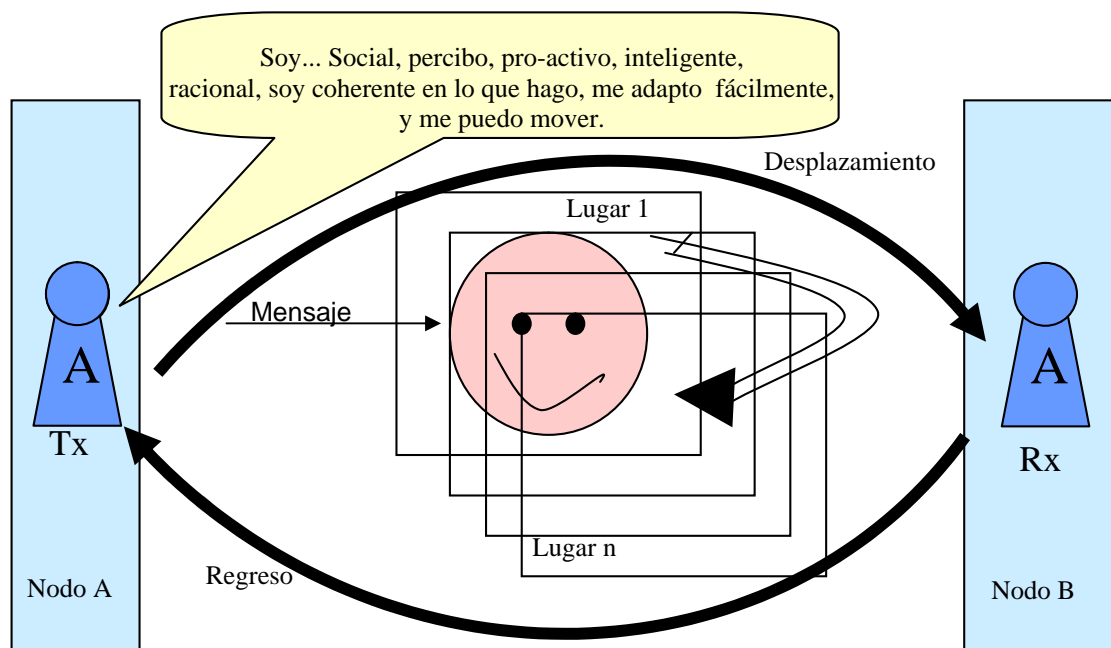 Soy... Social, percibo, pro-activo, inteligente,
racional, soy coherente en lo que hago, me adapto fácilmente,
y me puedo mover.
Desplazamiento
Lugar 1
Mensaje
A
A
Tx
Rx
Lugar n
Regreso
Nodo A
Nodo B